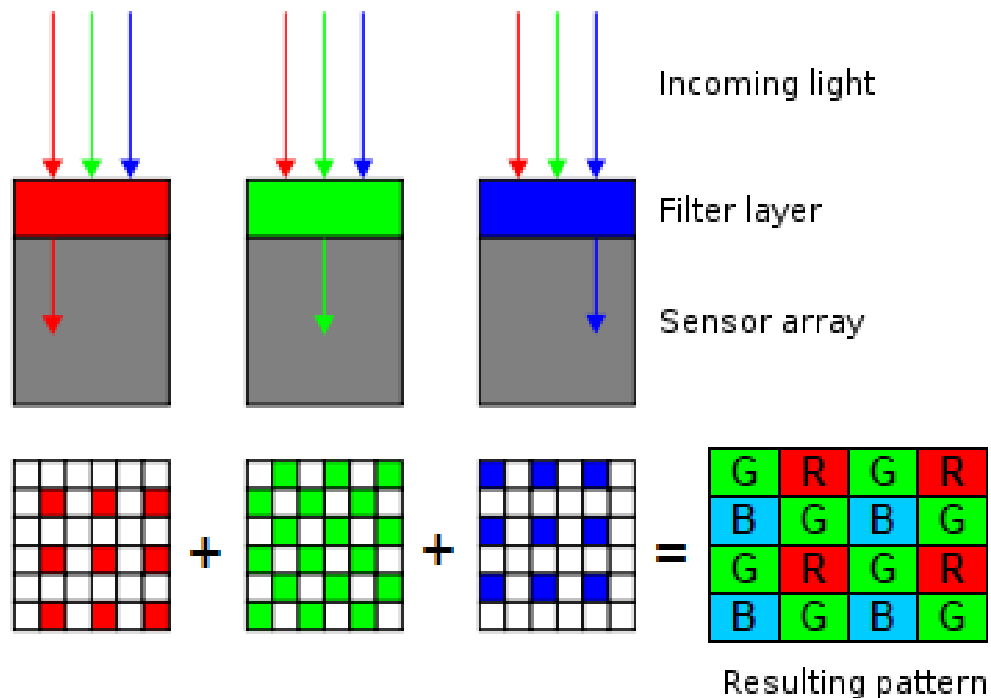 Incoming light
Filter layer
Sensor array
+ + =
G R G R
B G B G
G R G R
B G B G
Resulting pattern